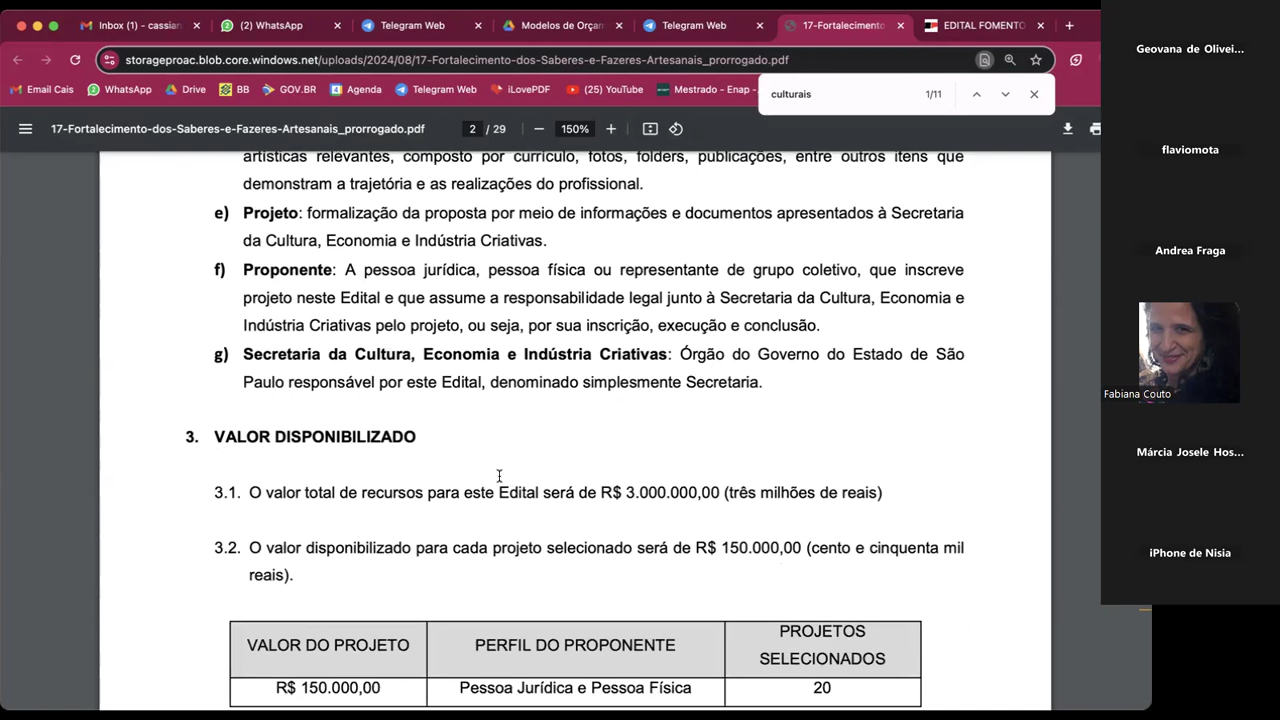 Inbox (1) - cassian
(2) WhatsApp
Telegram Web
Modelos de Orçan
Telegram Web
17-Fortalecimento
EDITAL FOMENTO
storageproac.blob.core.windows.net/uploads/2024/08/17-Fortalecimento-dos-Saberes-e-Fazeres-Artesanais_prorrogado.pdf
Email Cais
WhatsApp
Drive
BB
GOV.BR
Agenda
Telegram Web
iLovePDF
(25) YouTube
Mestrado - Enap -
culturais
1/11
17-Fortalecimento-dos-Saberes-e-Fazeres-Artesanais_prorrogado.pdf
2 / 29
150%
artísticas relevantes, composto por currículo, fotos, folders, publicações, entre outros itens que
demonstram a trajetória e as realizações do profissional.
e) Projeto: formalização da proposta por meio de informações e documentos apresentados à Secretaria
da Cultura, Economia e Indústria Criativas.
f) Proponente: A pessoa jurídica, pessoa física ou representante de grupo coletivo, que inscreve
projeto neste Edital e que assume a responsabilidade legal junto à Secretaria da Cultura, Economia e
Indústria Criativas pelo projeto, ou seja, por sua inscrição, execução e conclusão.
g) Secretaria da Cultura, Economia e Indústria Criativas: Órgão do Governo do Estado de São
Paulo responsável por este Edital, denominado simplesmente Secretaria.
3. VALOR DISPONIBILIZADO
3.1. O valor total de recursos para este Edital será de R$ 3.000.000,00 (três milhões de reais)
3.2. O valor disponibilizado para cada projeto selecionado será de R$ 150.000,00 (cento e cinquenta mil
reais).
VALOR DO PROJETO
PERFIL DO PROPONENTE
PROJETOS
SELECIONADOS
R$ 150.000,00
Pessoa Jurídica e Pessoa Física
20
Geovana de Olivei...
flaviomota
Andrea Fraga
Fabiana Couto
Márcia Josele Hos...
iPhone de Nisia